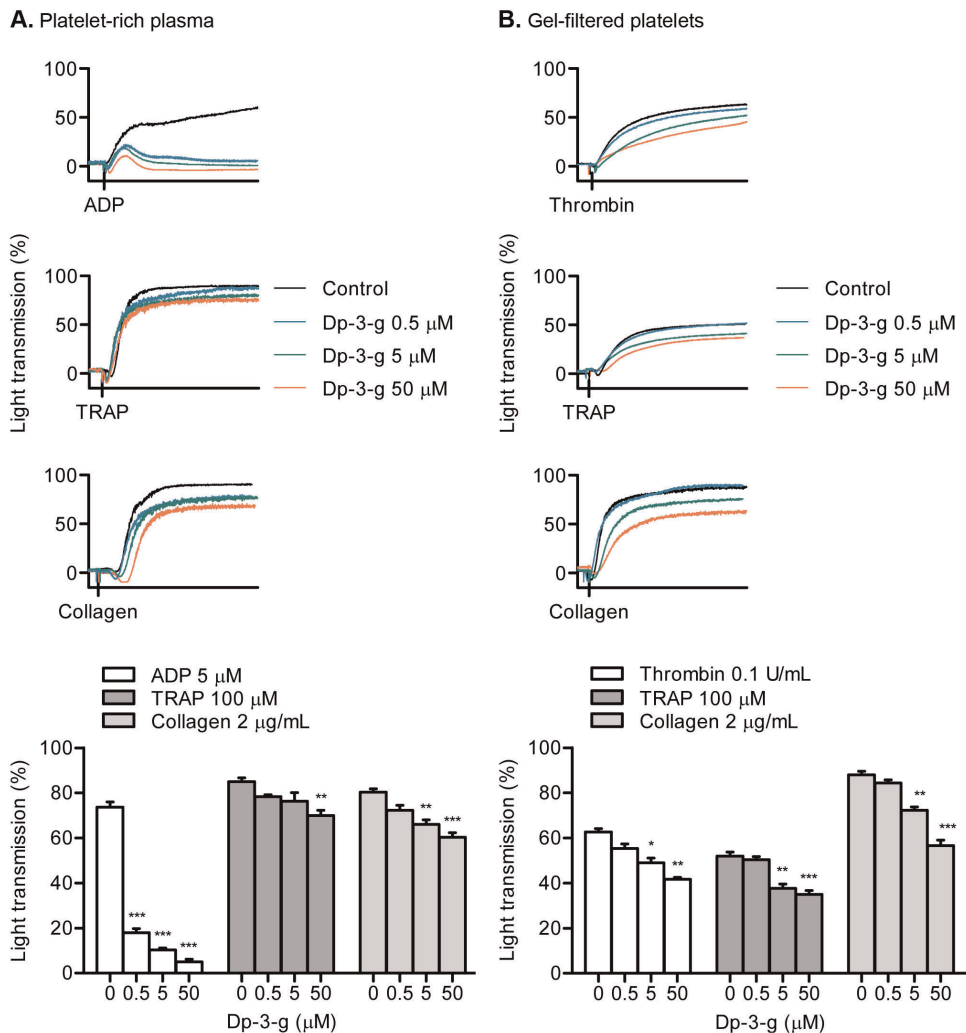 A. Platelet-rich plasma
100
50
0
ADP
Light transmission (%)
100
50
0
TRAP
Control
Dp-3-g 0.5 μM
Dp-3-g 5 μM
Dp-3-g 50 μM
100
50
0
Collagen
ADP 5 μM
TRAP 100 μM
Collagen 2 μg/mL
Light transmission (%)
100
80
60
40
20
0
***
***
***
**
**
***
0 0.5 5 50 0 0.5 5 50 0 0.5 5 50
Dp-3-g (μM)
B. Gel-filtered platelets
100
50
0
Thrombin
Light transmission (%)
100
50
0
TRAP
Control
Dp-3-g 0.5 μM
Dp-3-g 5 μM
Dp-3-g 50 μM
100
50
0
Collagen
Thrombin 0.1 U/mL
TRAP 100 μM
Collagen 2 μg/mL
Light transmission (%)
100
80
60
40
20
0
*
**
**
***
**
***
0 0.5 5 50 0 0.5 5 50 0 0.5 5 50
Dp-3-g (μM)